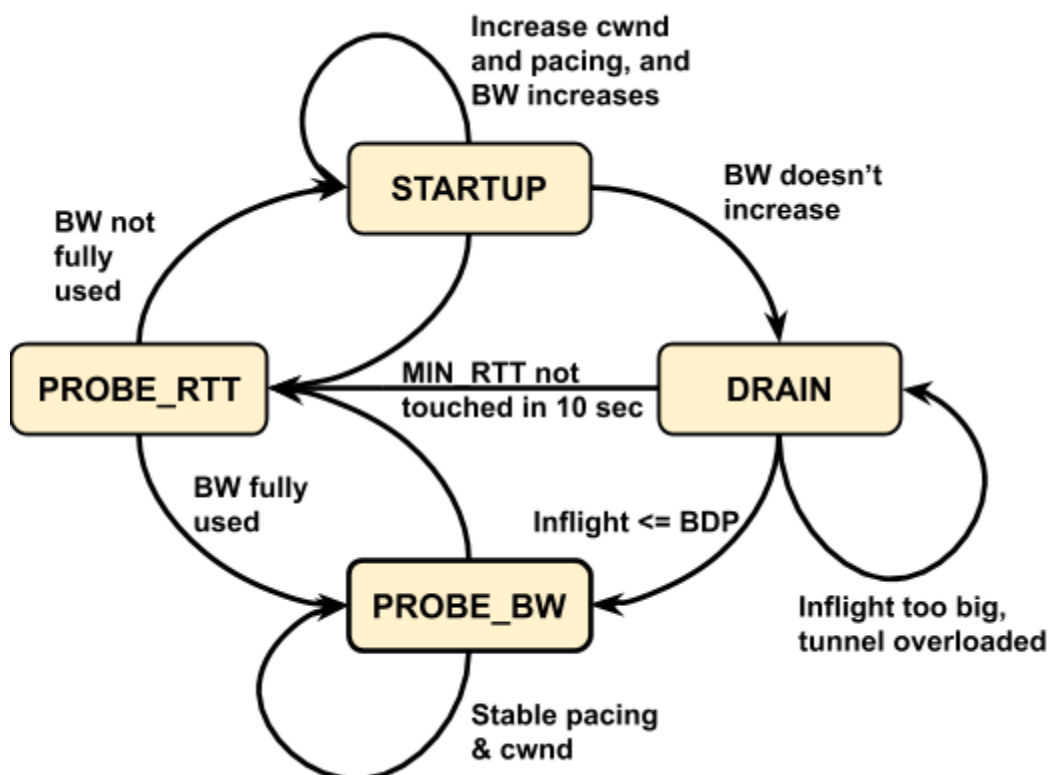 Increase cwnd
and pacing, and
BW increases
STARTUP
BW doesn't
increase
BW not
fully
used
PROBE_RTT
MIN_RTT not
touched in 10 sec
DRAIN
BW fully
used
Inflight <= BDP
PROBE_BW
Inflight too big,
tunnel overloaded
Stable pacing
& cwnd